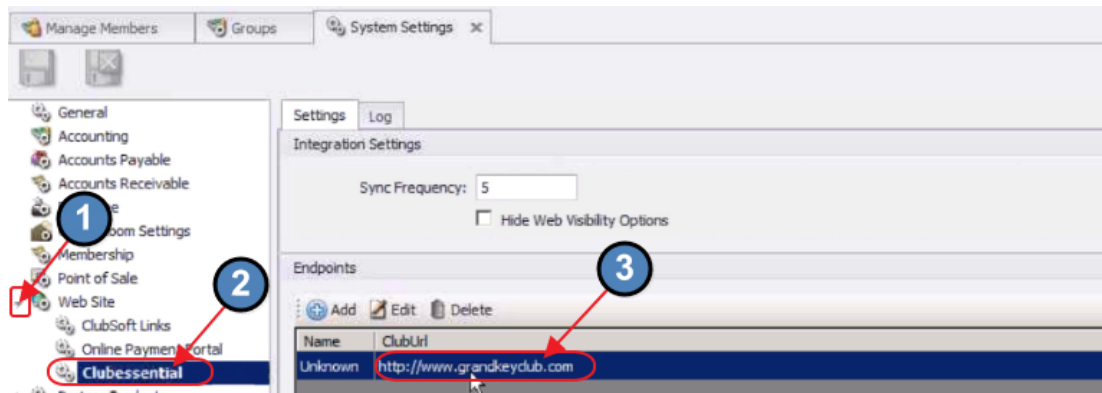 Manage Members Groups System Settings x
General
Accounting
Accounts Payable
Accounts Receivable
1
Settings
Membership
Point of Sale
Web Site
ClubSoft Links
Online Payment Portal
Clubessential
2
Settings Log
Integration Settings
Sync Frequency: 5
Hide Web Visibility Options
Endpoints
3
Add Edit Delete
Name ClubUrl
Unknown http://www.grandkeyclub.com